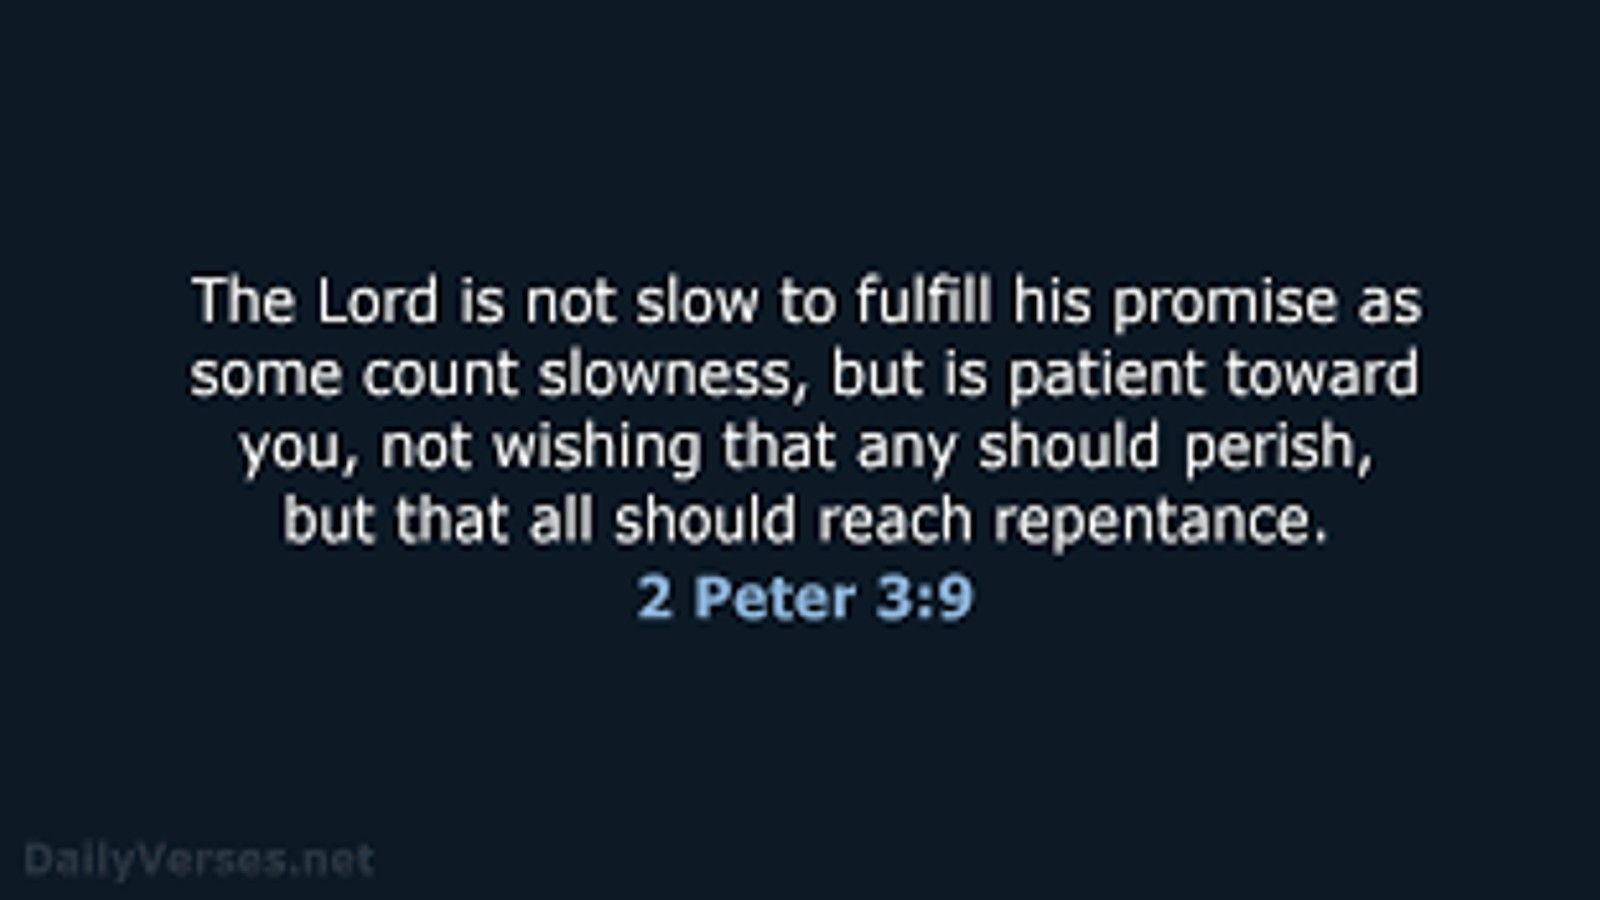 The Lord is not slow to fulfill his promise as
some count slowness, but is patient toward
you, not wishing that any should perish,
but that all should reach repentance.
2 Peter 3:9
DailyVerses.net